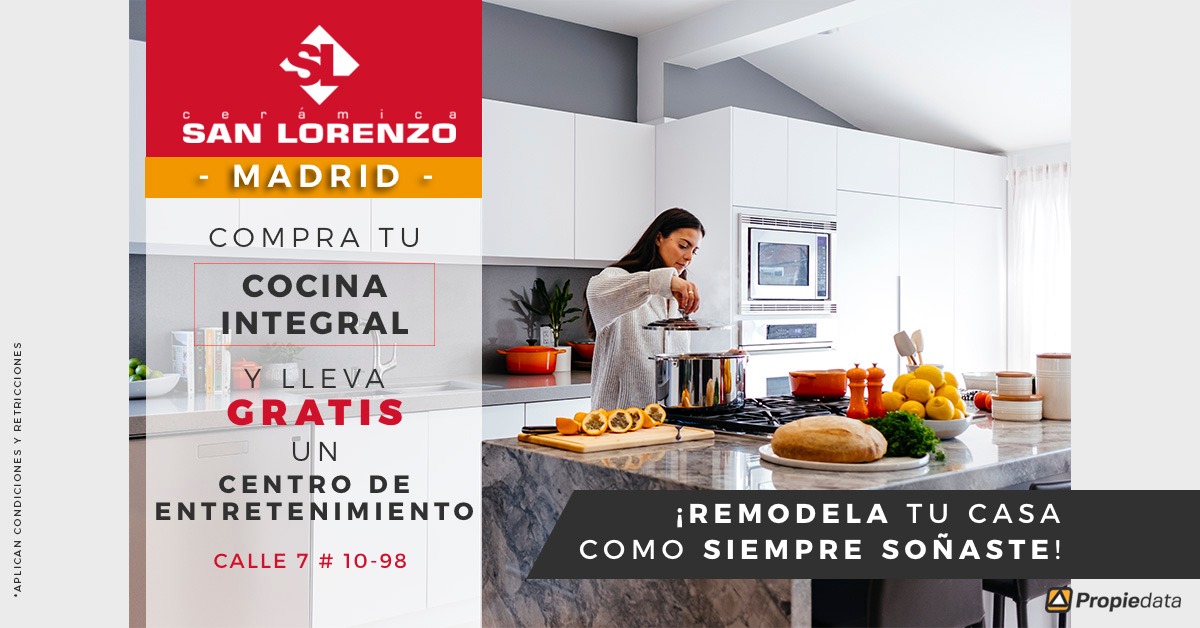 SL
cerámica
SAN LORENZO
- MADRID -
COMPRA TU
COCINA
INTEGRAL
Y LLEVA
GRATIS
UN
CENTRO DE
ENTRETENIMIENTO
CALLE 7 # 10-98
¡REMODELA TU CASA
COMO SIEMPRE SOÑASTE!
Propiedata
*APLICAN CONDICIONES Y RETRICCIONES